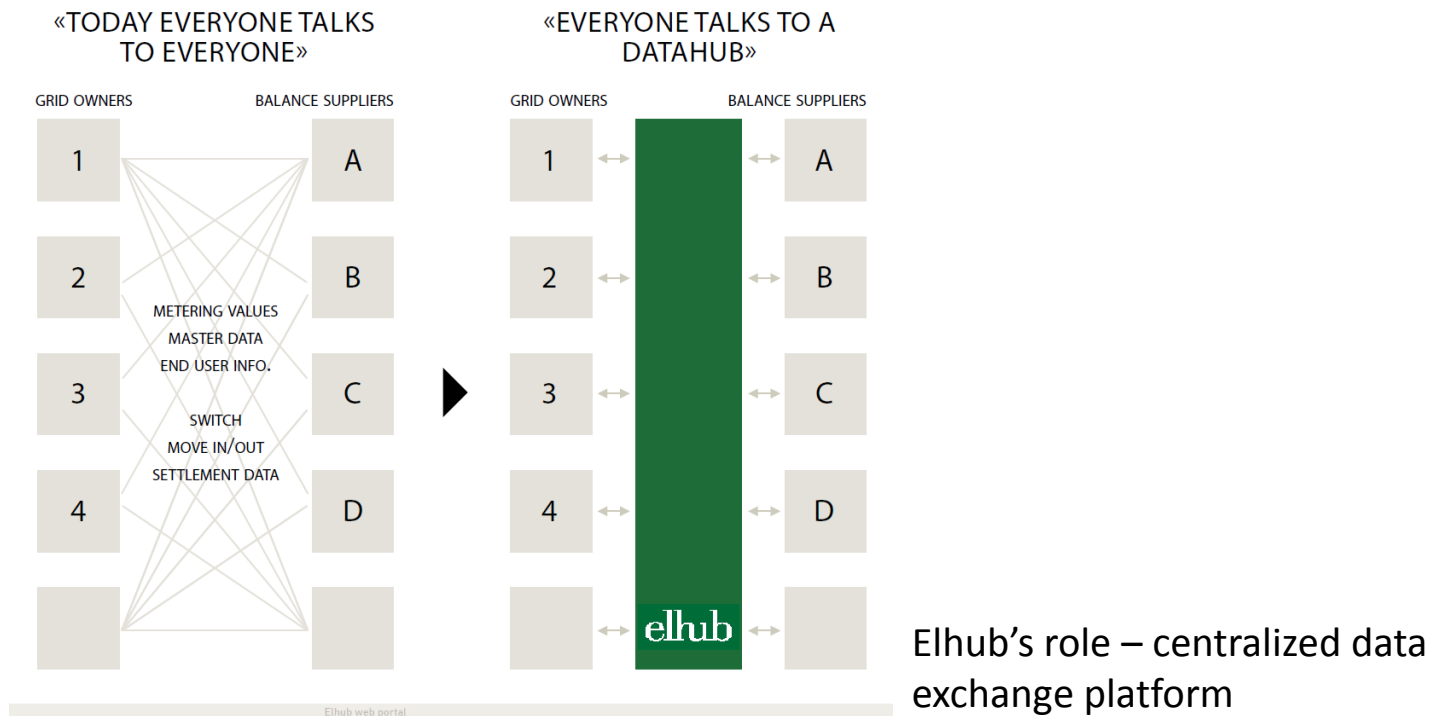 «TODAY EVERYONE TALKS
TO EVERYONE»
GRID OWNERS
BALANCE SUPPLIERS
1
A
2
B
METERING VALUES
MASTER DATA
END USER INFO.
3
C
SWITCH
MOVE IN/OUT
SETTLEMENT DATA
4
D
«EVERYONE TALKS TO A
DATAHUB»
GRID OWNERS
BALANCE SUPPLIERS
1
A
2
B
3
C
4
D
elhub
Elhub web portal
Elhub’s role – centralized data
exchange platform